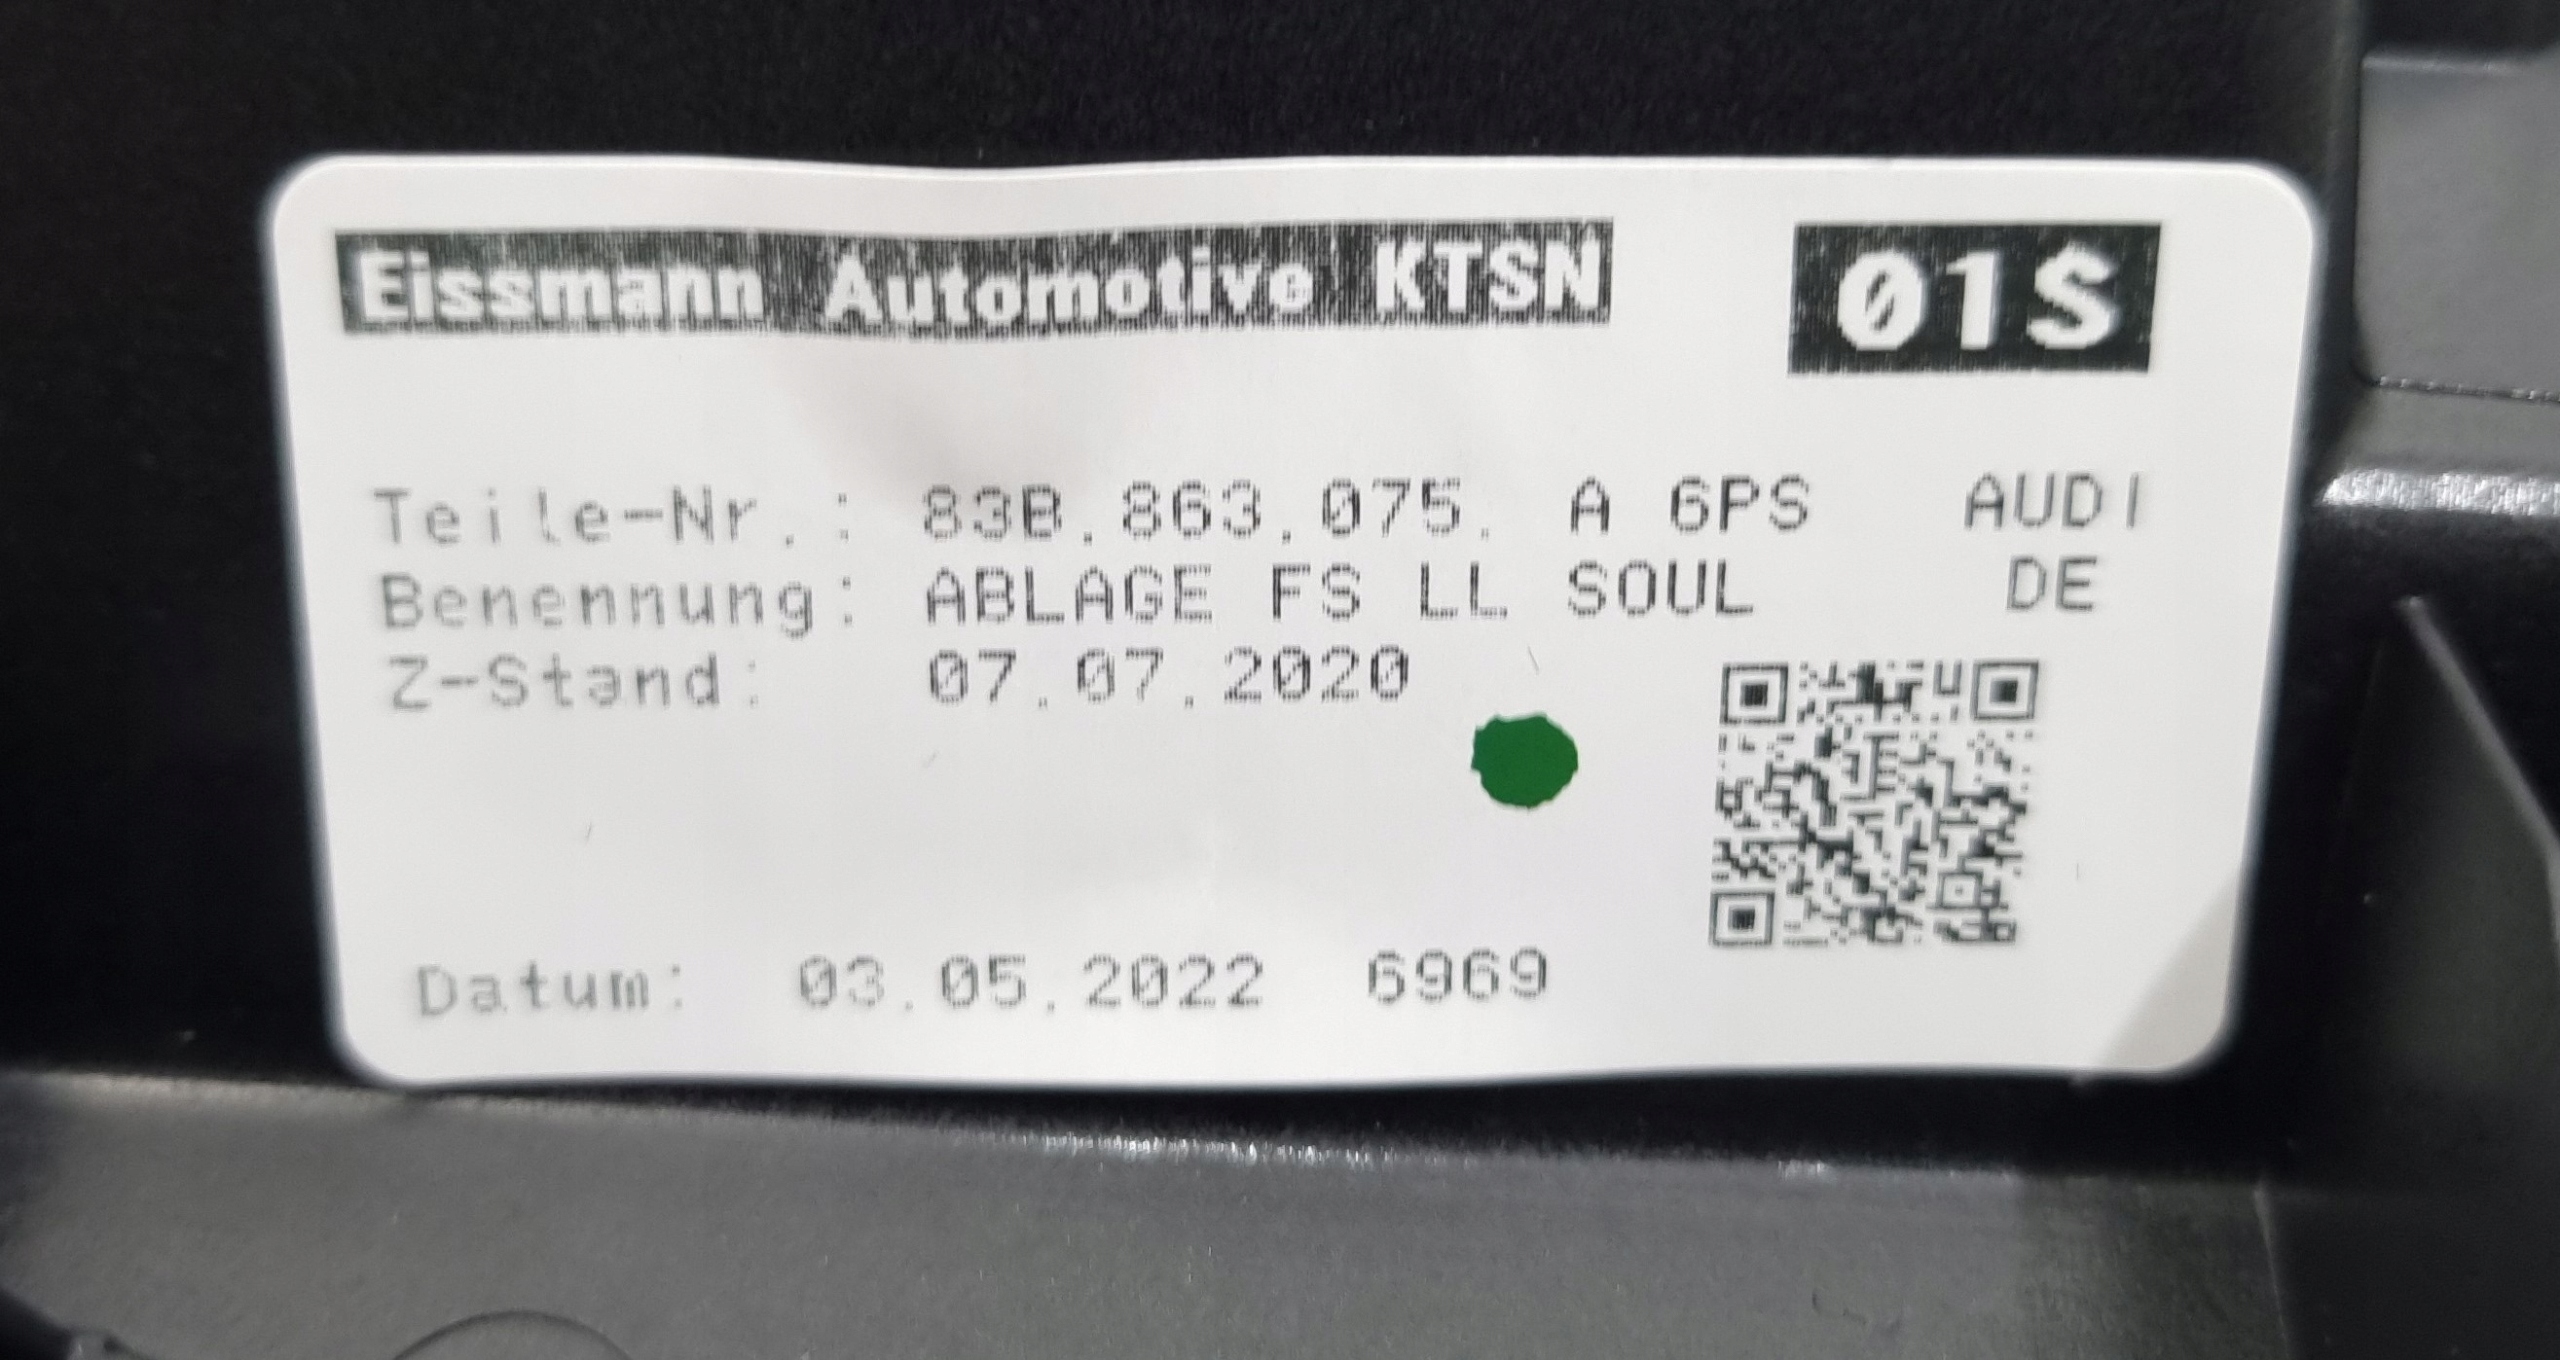 Eissmann Automotive KTSN 01S
Teile-Nr.: 83B.863.075. A 6PS AUDI
Benennung: ABLAGE FS LL SOUL DE
Z-Stand: 07.07.2020
Datum: 03.05.2022 6969